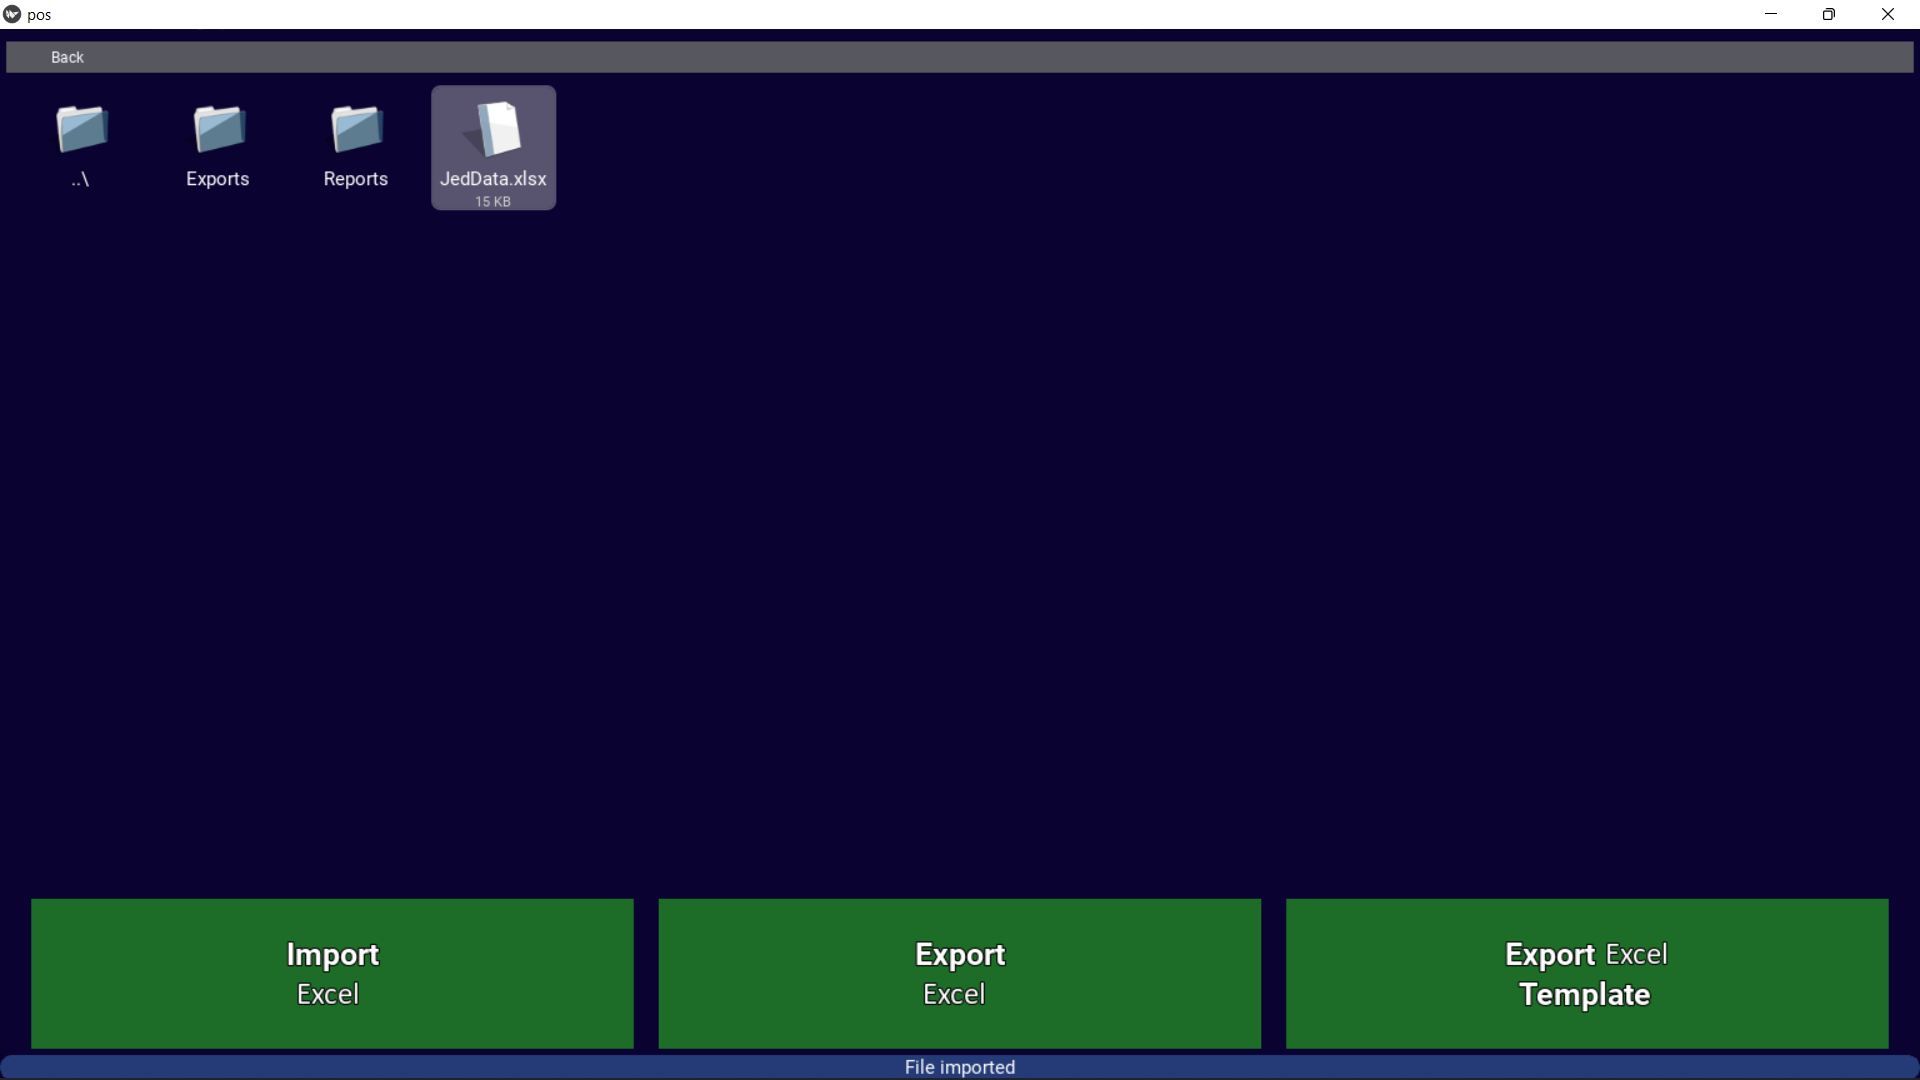 pos
Back
..\
Exports
Reports
JedData.xlsx
15 KB
Import
Excel
Export
Excel
Export Excel
Template
File imported